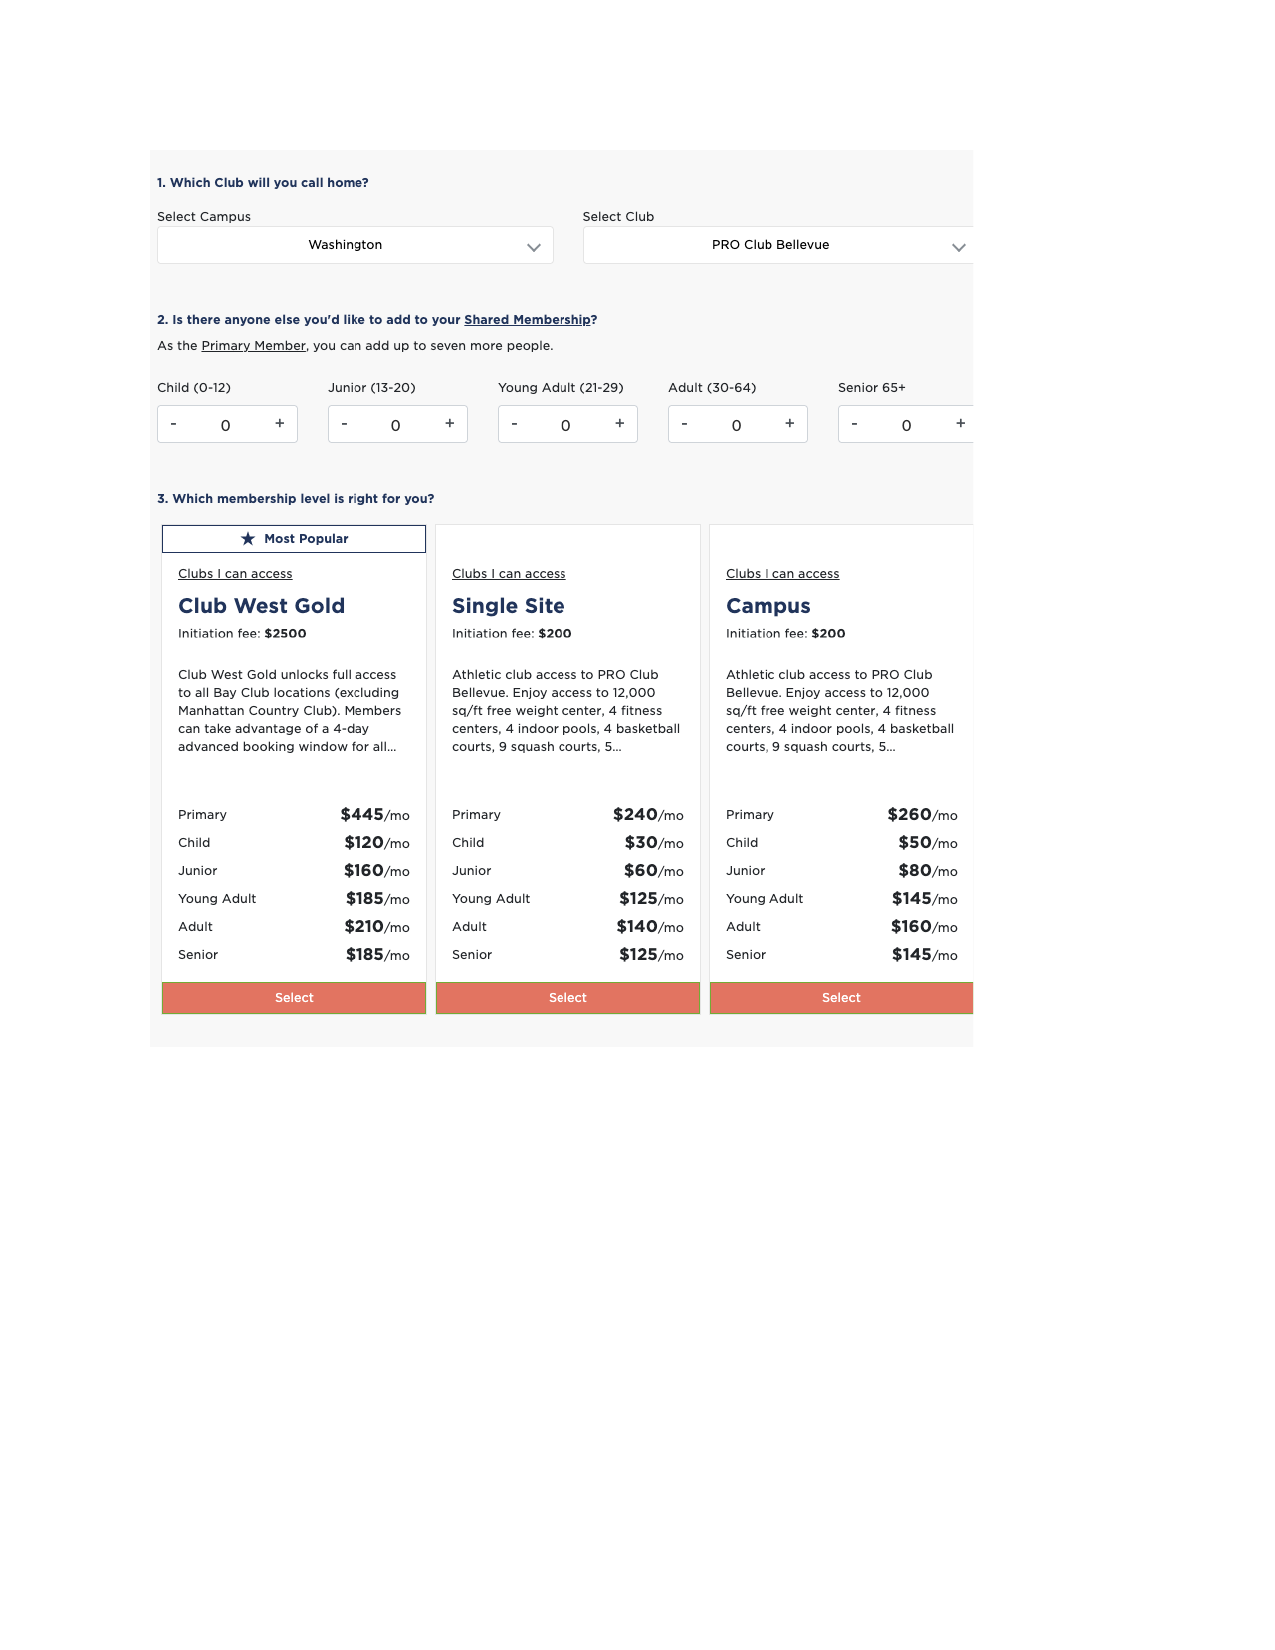 1. Which Club will you call home?
Select Campus
Washington
Select Club
PRO Club Bellevue
2. Is there anyone else you'd like to add to your Shared Membership?
As the Primary Member, you can add up to seven more people.
Child (0-12)
- 0 +
Junior (13-20)
- 0 +
Young Adult (21-29)
- 0 +
Adult (30-64)
- 0 +
Senior 65+
- 0 +
3. Which membership level is right for you?
★ Most Popular
Clubs I can access
Club West Gold
Initiation fee: $2500
Club West Gold unlocks full access
to all Bay Club locations (excluding
Manhattan Country Club). Members
can take advantage of a 4-day
advanced booking window for all...
Primary $445/mo
Child $120/mo
Junior $160/mo
Young Adult $185/mo
Adult $210/mo
Senior $185/mo
Select
Clubs I can access
Single Site
Initiation fee: $200
Athletic club access to PRO Club
Bellevue. Enjoy access to 12,000
sq/ft free weight center, 4 fitness
centers, 4 indoor pools, 4 basketball
courts, 9 squash courts, 5...
Primary $240/mo
Child $30/mo
Junior $60/mo
Young Adult $125/mo
Adult $140/mo
Senior $125/mo
Select
Clubs I can access
Campus
Initiation fee: $200
Athletic club access to PRO Club
Bellevue. Enjoy access to 12,000
sq/ft free weight center, 4 fitness
centers, 4 indoor pools, 4 basketball
courts, 9 squash courts, 5...
Primary $260/mo
Child $50/mo
Junior $80/mo
Young Adult $145/mo
Adult $160/mo
Senior $145/mo
Select